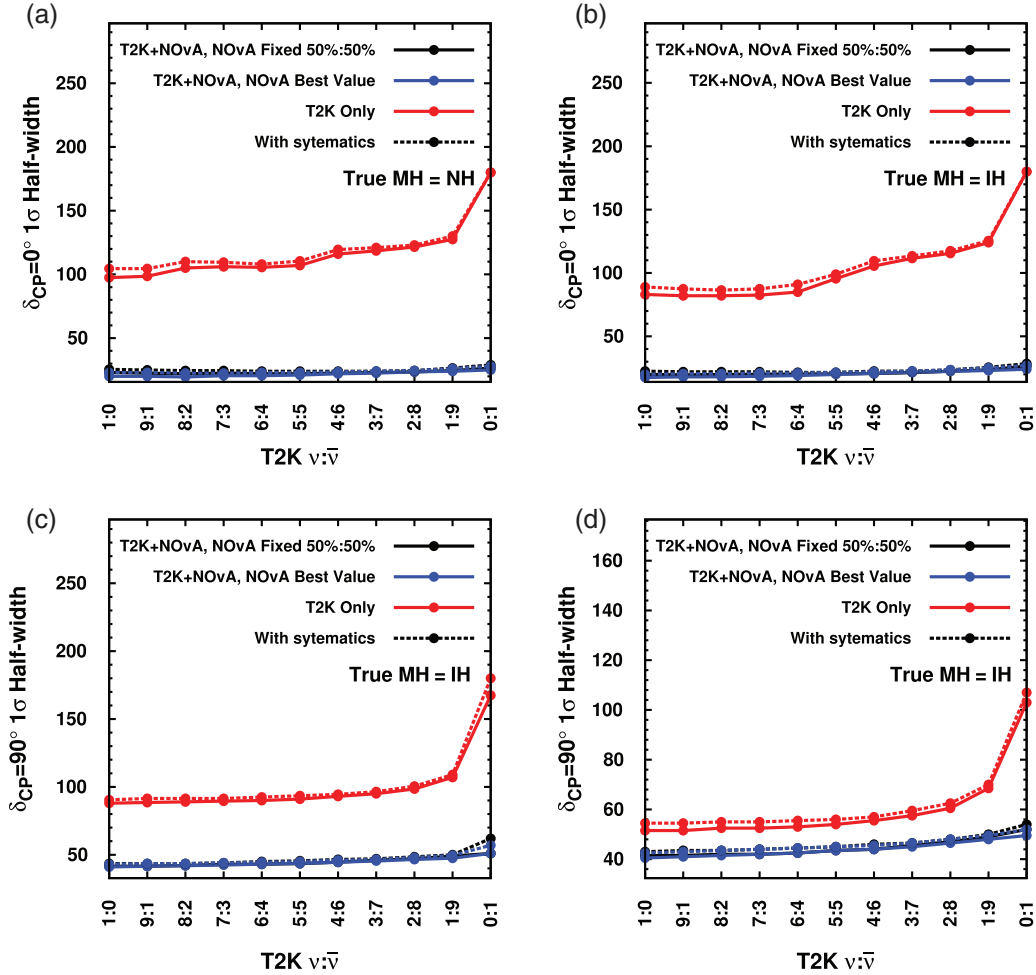 (a)
T2K+NOvA, NOvA Fixed 50%:50%
T2K+NOvA, NOvA Best Value
T2K Only
With sytematics
True MH = NH
δCP=0° 1σ Half-width
50
100
150
200
250
1:0
9:1
8:2
7:3
6:4
5:5
4:6
3:7
2:8
1:9
0:1
T2K ν:ν̅
(b)
T2K+NOvA, NOvA Fixed 50%:50%
T2K+NOvA, NOvA Best Value
T2K Only
With sytematics
True MH = IH
δCP=0° 1σ Half-width
50
100
150
200
250
1:0
9:1
8:2
7:3
6:4
5:5
4:6
3:7
2:8
1:9
0:1
T2K ν:ν̅
(c)
T2K+NOvA, NOvA Fixed 50%:50%
T2K+NOvA, NOvA Best Value
T2K Only
With sytematics
True MH = IH
δCP=90° 1σ Half-width
50
100
150
200
250
1:0
9:1
8:2
7:3
6:4
5:5
4:6
3:7
2:8
1:9
0:1
T2K ν:ν̅
(d)
T2K+NOvA, NOvA Fixed 50%:50%
T2K+NOvA, NOvA Best Value
T2K Only
With sytematics
True MH = IH
δCP=90° 1σ Half-width
40
60
80
100
120
140
160
1:0
9:1
8:2
7:3
6:4
5:5
4:6
3:7
2:8
1:9
0:1
T2K ν:ν̅